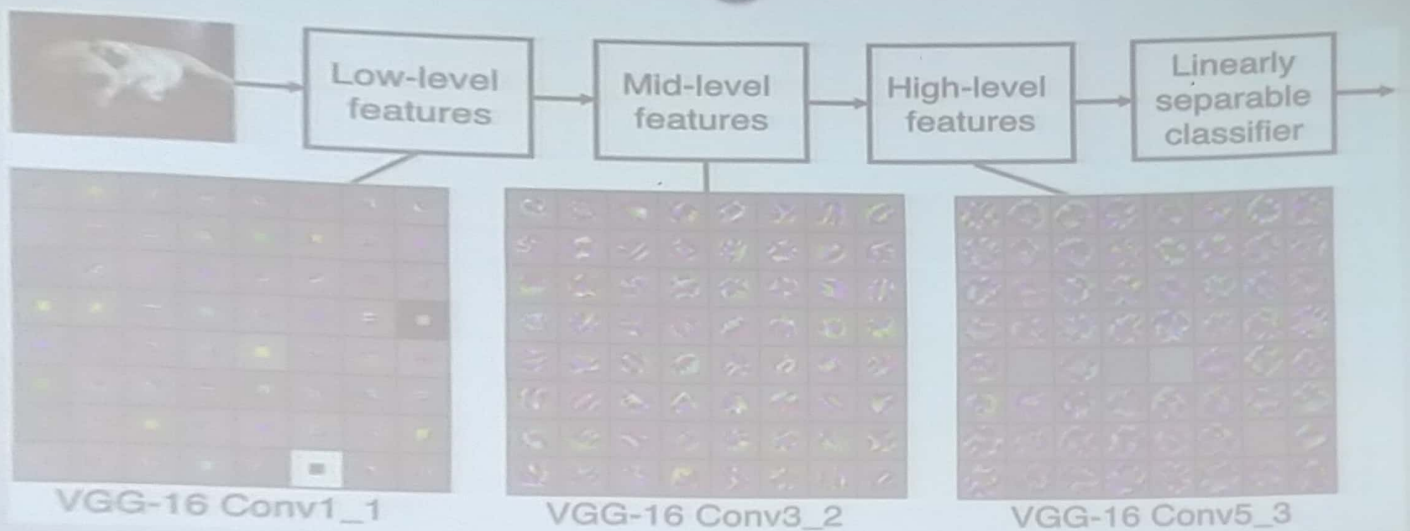 Low-level
features
Mid-level
features
High-level
features
Linearly
separable
classifier
VGG-16 Conv1_1
VGG-16 Conv3_2
VGG-16 Conv5_3